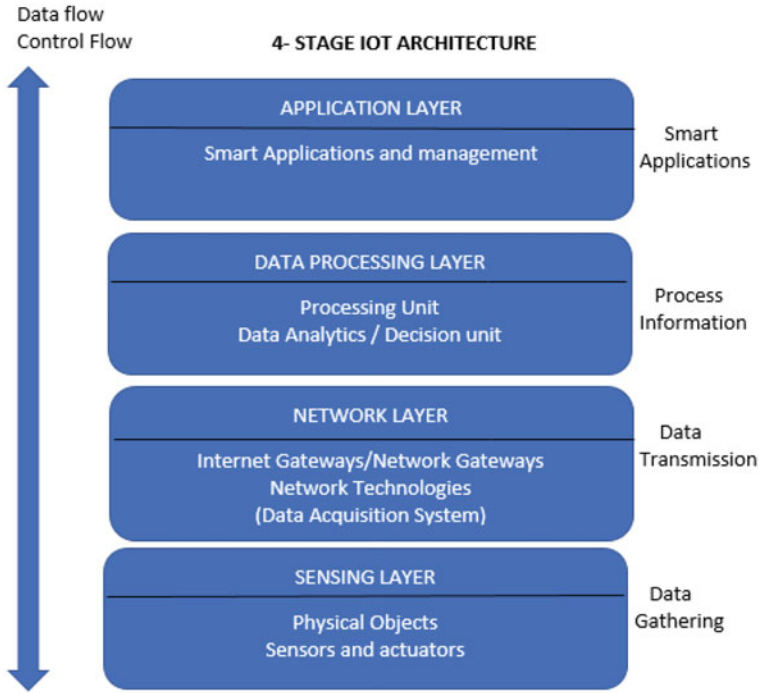 Data flow
Control Flow
4- STAGE IOT ARCHITECTURE
APPLICATION LAYER
Smart Applications and management
Smart
Applications
DATA PROCESSING LAYER
Processing Unit
Data Analytics / Decision unit
Process
Information
NETWORK LAYER
Internet Gateways/Network Gateways
Network Technologies
(Data Acquisition System)
Data
Transmission
SENSING LAYER
Physical Objects
Sensors and actuators
Data
Gathering